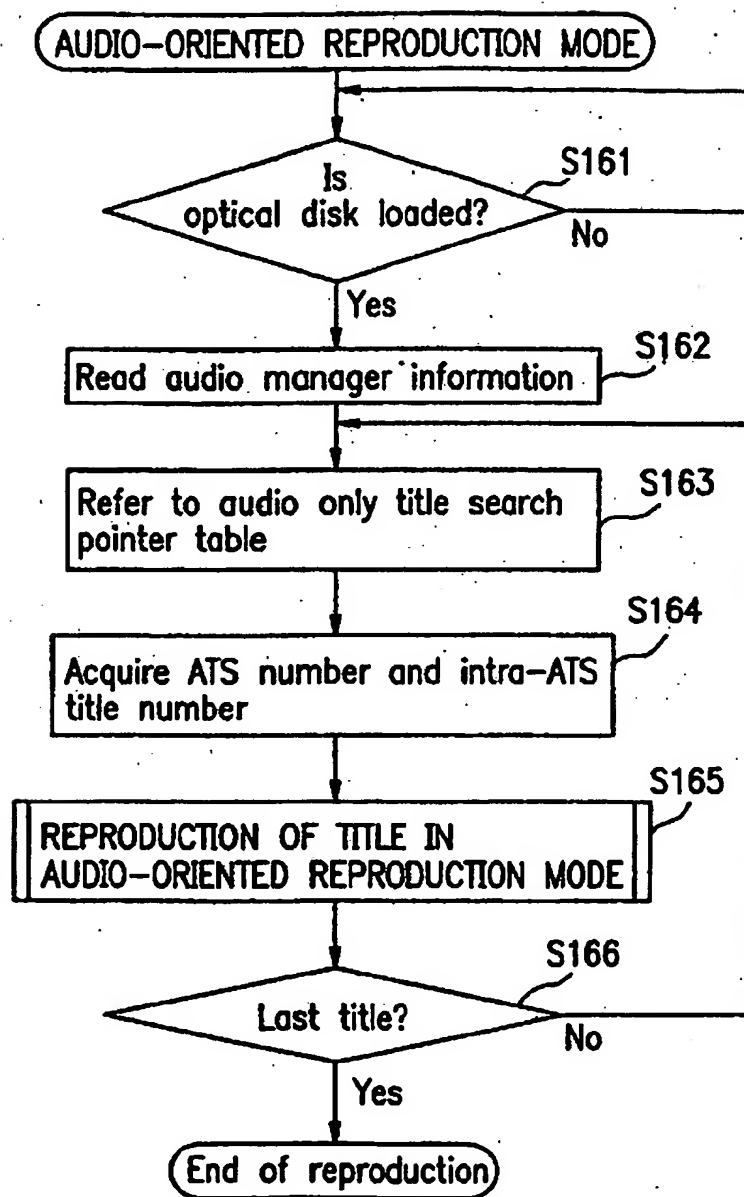 AUDIO-ORIENTED REPRODUCTION MODE
S161
Is
optical disk loaded?
No
Yes
S162
Read audio manager information
S163
Refer to audio only title search
pointer table
S164
Acquire ATS number and intra-ATS
title number
S165
REPRODUCTION OF TITLE IN
AUDIO-ORIENTED REPRODUCTION MODE
S166
Last title?
No
Yes
End of reproduction